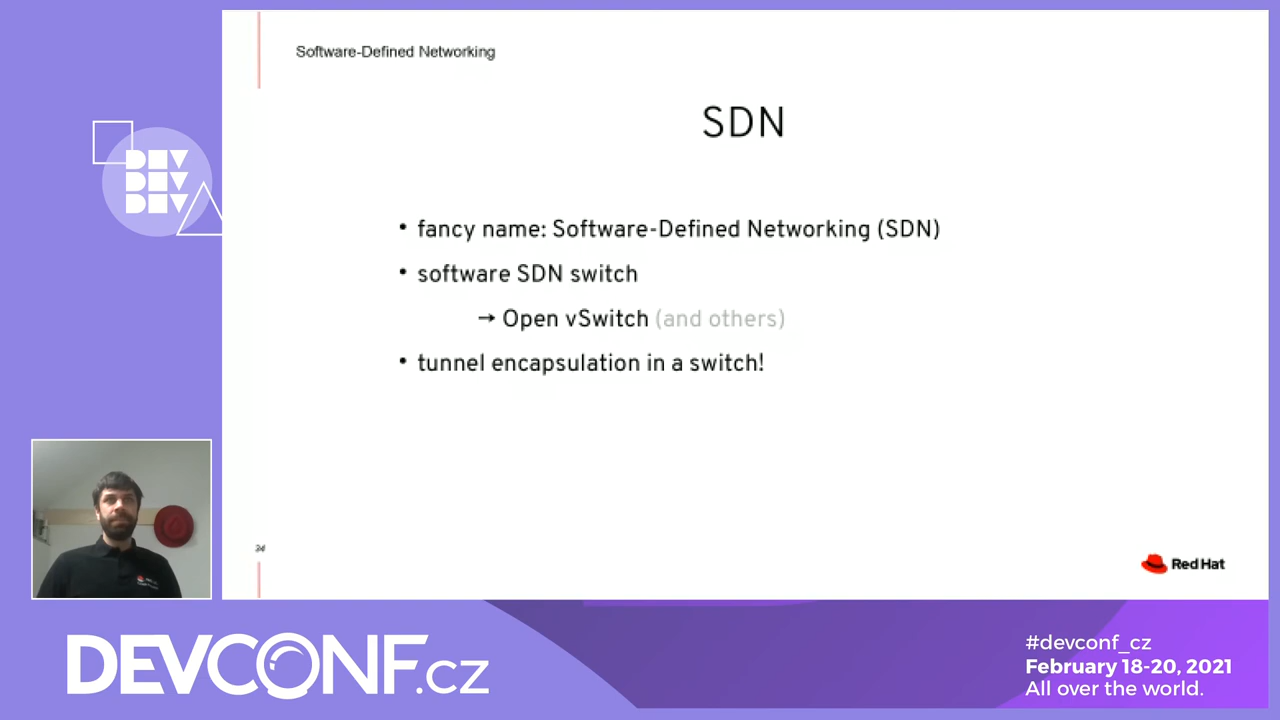 Software-Defined Networking
SDN
DEV
DEV
DEV
• fancy name: Software-Defined Networking (SDN)
• software SDN switch
→ Open vSwitch (and others)
• tunnel encapsulation in a switch!
34
Red Hat
DEVCONF.cz
#devconf_cz
February 18-20, 2021
All over the world.